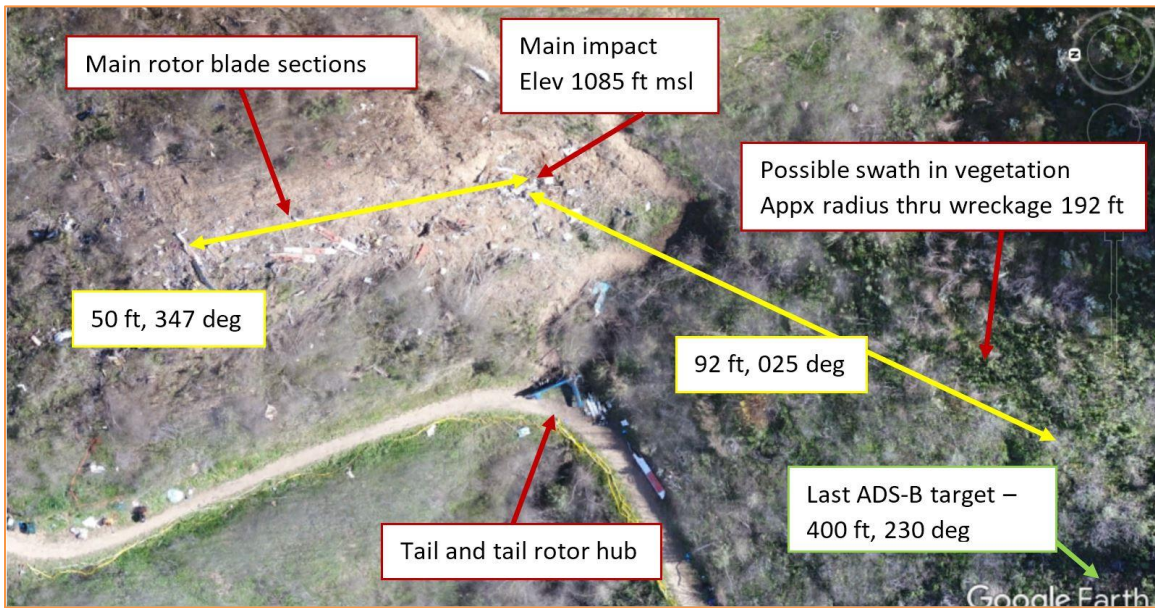 Main rotor blade sections
Main impact
Elev 1085 ft msl
N
Possible swath in vegetation
Appx radius thru wreckage 192 ft
50 ft, 347 deg
92 ft, 025 deg
Last ADS-B target –
400 ft, 230 deg
Tail and tail rotor hub
Google Earth